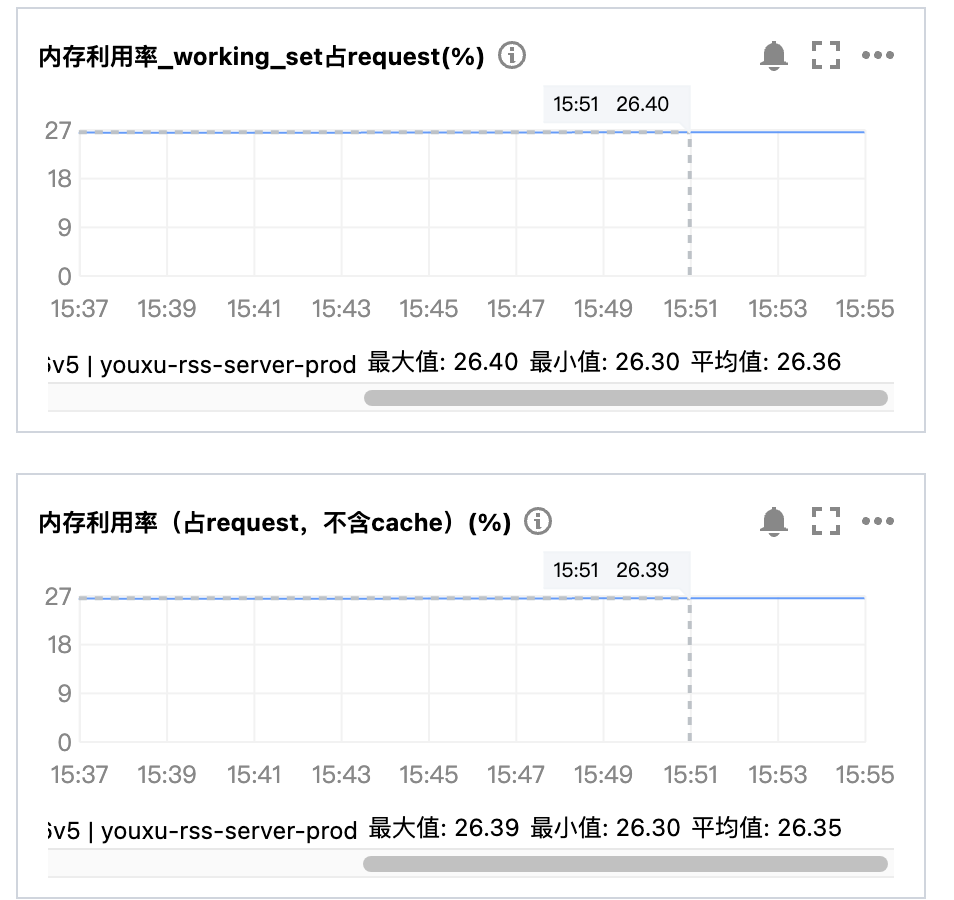 内存利用率_working_set占request(%)
15:51 26.40
27
18
9
0
15:37 15:39 15:41 15:43 15:45 15:47 15:49 15:51 15:53 15:55
v5 | youxu-rss-server-prod 最大值: 26.40 最小值: 26.30 平均值: 26.36
内存利用率（占request，不含cache）(%)
15:51 26.39
27
18
9
0
15:37 15:39 15:41 15:43 15:45 15:47 15:49 15:51 15:53 15:55
v5 | youxu-rss-server-prod 最大值: 26.39 最小值: 26.30 平均值: 26.35